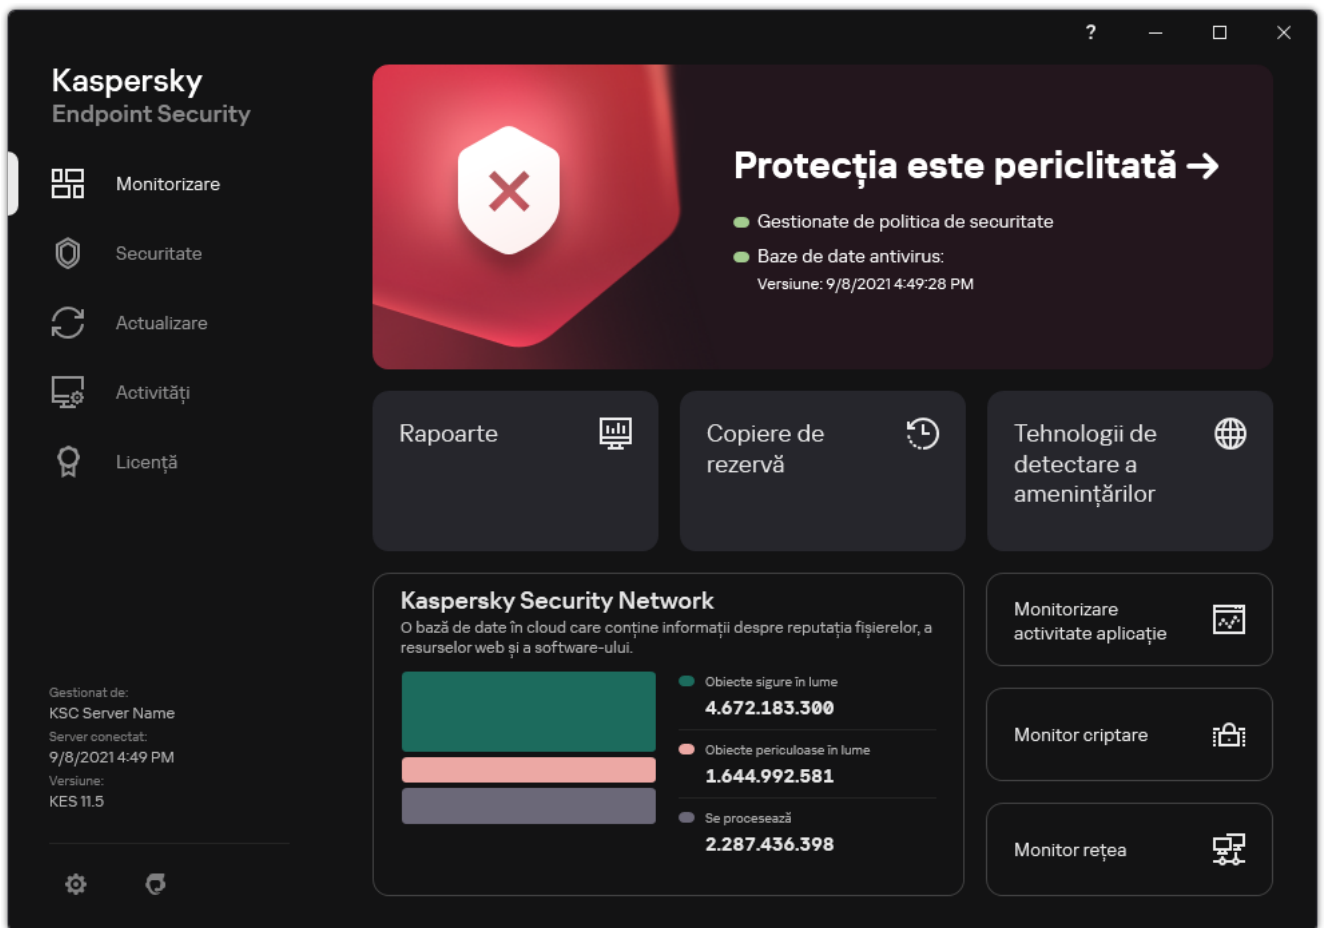 ?
Kaspersky
Endpoint Security
Monitorizare
Securitate
Actualizare
Activități
Licență
Gestionat de:
KSC Server Name
Server conectat:
9/8/2021 4:49 PM
Versiune:
KES 11.5
Protecția este periclitată
Gestionate de politica de securitate
Baze de date antivirus:
Versiune: 9/8/2021 4:49:28 PM
Rapoarte
Copiere de
rezervă
Tehnologii de
detectare a
amenințărilor
Kaspersky Security Network
O bază de date în cloud care conține informații despre reputația fișierelor, a
resurselor web și a software-ului.
Obiecte sigure în lume
4.672.183.300
Obiecte periculoase în lume
1.644.992.581
Se procesează
2.287.436.398
Monitorizare
activitate aplicație
Monitor criptare
Monitor rețea